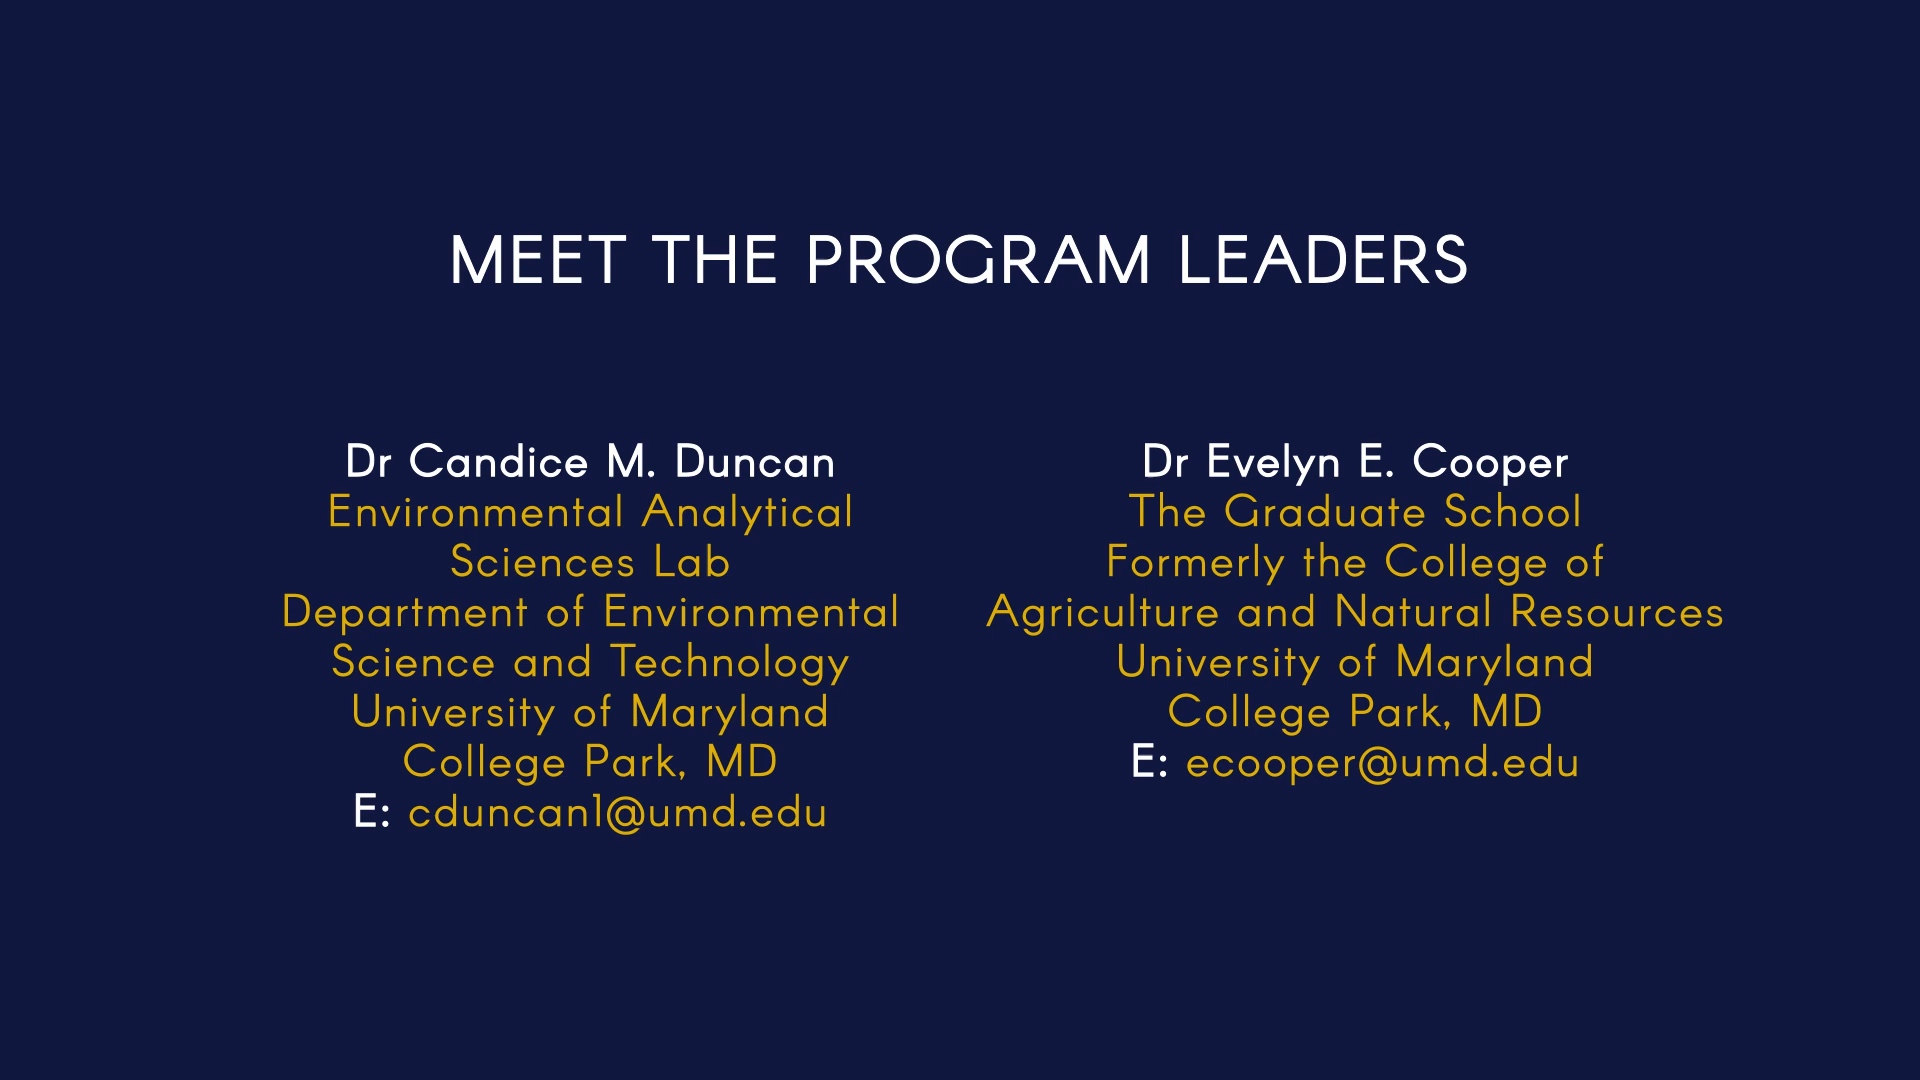 MEET THE PROGRAM LEADERS
Dr Candice M. Duncan
Environmental Analytical
Sciences Lab
Department of Environmental
Science and Technology
University of Maryland
College Park, MD
E: cduncan1@umd.edu
Dr Evelyn E. Cooper
The Graduate School
Formerly the College of
Agriculture and Natural Resources
University of Maryland
College Park, MD
E: ecooper@umd.edu